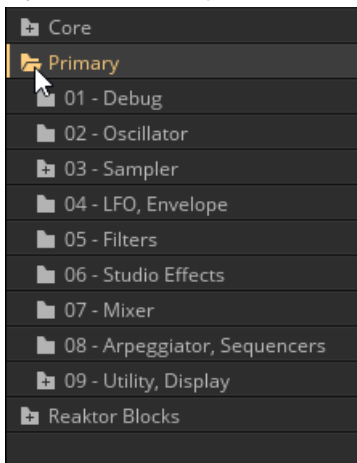 Core
Primary
01 - Debug
02 - Oscillator
03 - Sampler
04 - LFO, Envelope
05 - Filters
06 - Studio Effects
07 - Mixer
08 - Arpeggiator, Sequencers
09 - Utility, Display
Reaktor Blocks